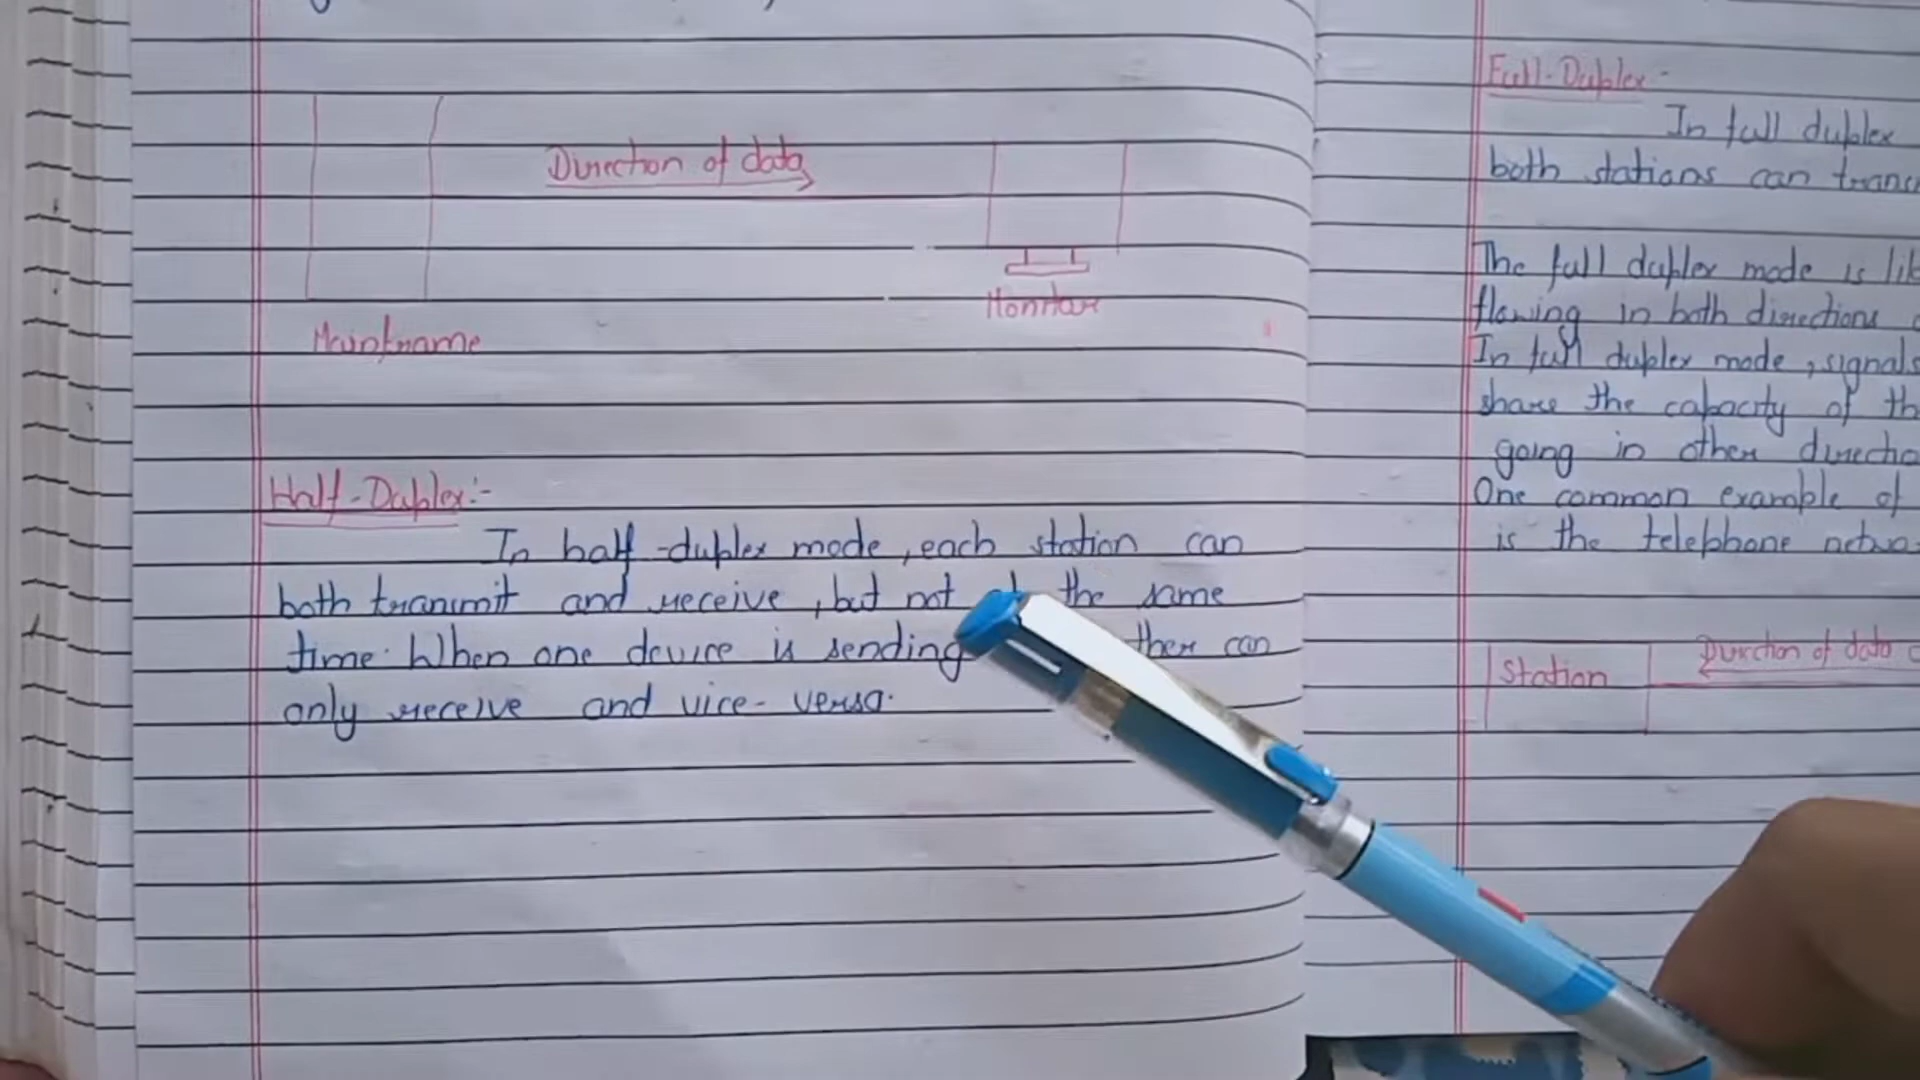 Direction of data
Monitor
Mainframe
Half-Duplex:-
In half-duplex mode, each station can
both transmit and receive, but not the same
time. When one device is sending ther can
only receive and vice-versa.
Full-Duplex-
In full duplex
both stations can
The full duplex mode is
flowing in both directions
In full duplex mode, signals
share the capacity of
going in other
One common example of
is the telephone
Station
Direction of data